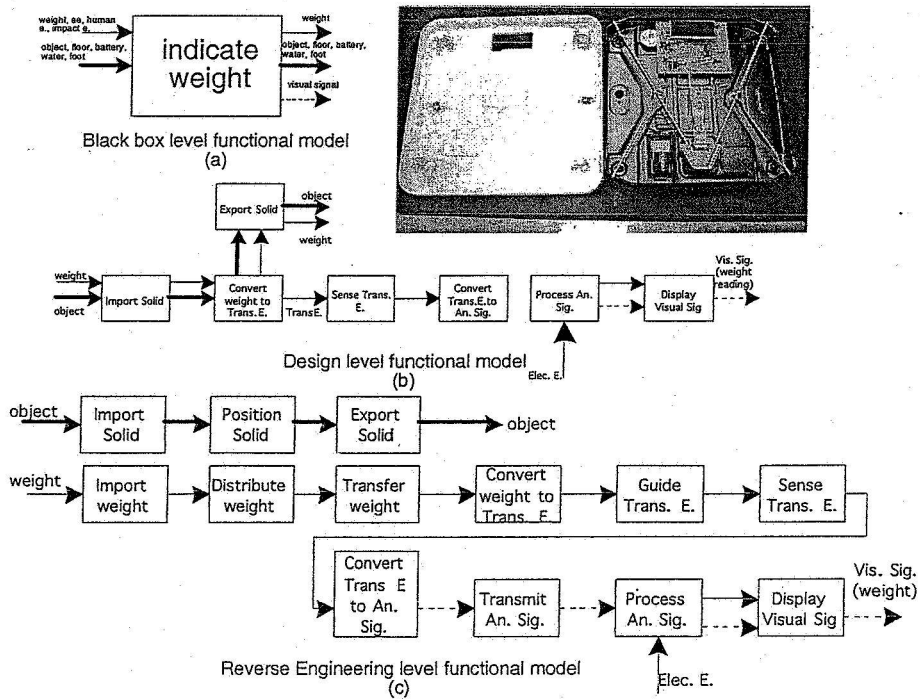 weight, ee, human
e., impact e.
object, floor, battery,
water, foot
indicate
weight
weight
object, floor, battery,
water, foot
visual signal
Black box level functional model
(a)
Export Solid
object
weight
weight
object
Import Solid
Convert
weight to
Trans. E.
Trans E.
Sense Trans.
E.
Convert
Trans.E.to
An. Sig.
Process An.
Sig.
Elec. E.
Display
Visual Sig
Vis. Sig.
(weight
reading)
Design level functional model
(b)
object
Import
Solid
Position
Solid
Export
Solid
object
weight
Import
weight
Distribute
weight
Transfer
weight
Convert
weight to
Trans. E.
Guide
Trans. E.
Sense
Trans. E.
Convert
Trans E
to An.
Sig.
Transmit
An. Sig.
Process
An. Sig.
Display
Visual Sig
Vis. Sig.
(weight)
Elec. E.
Reverse Engineering level functional model
(c)